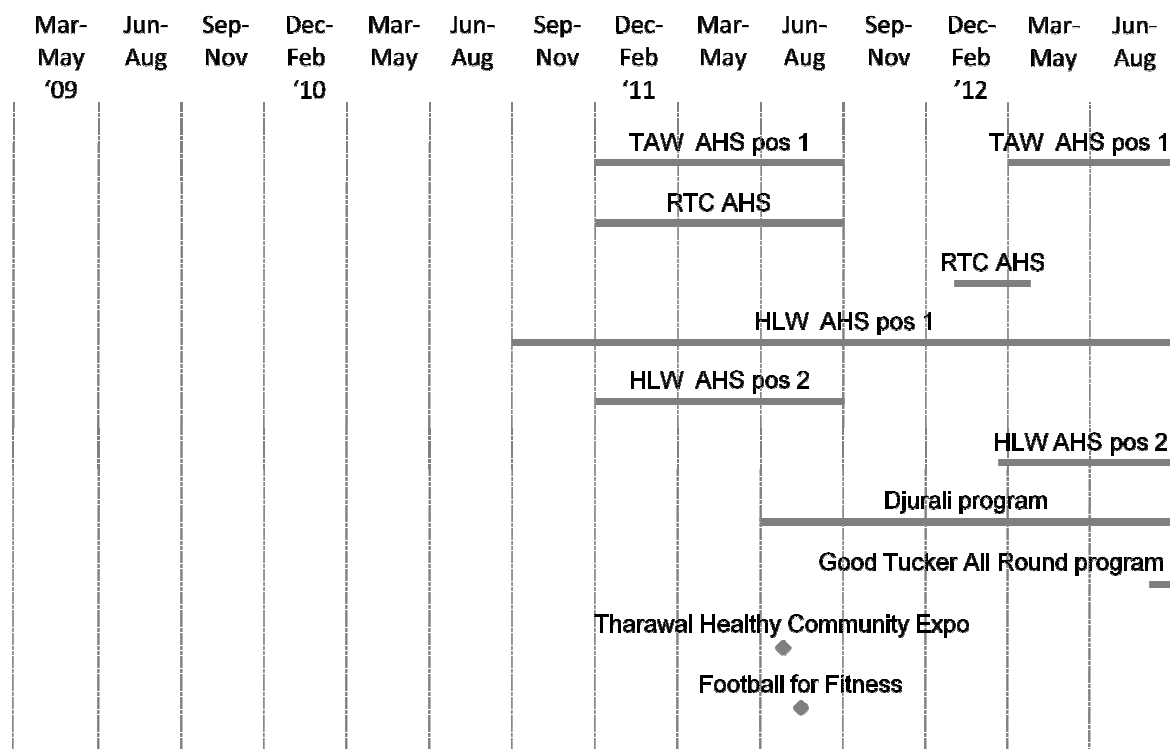 Mar- Jun- Sep- Dec- Mar- Jun- Sep- Dec- Mar- Jun- Sep- Dec- Mar- Jun-
May Aug Nov Feb May Aug Nov Feb May Aug Nov Feb May Aug
‘09 ‘10 ‘11 ’12
TAW AHS pos 1 TAW AHS pos 1
RTC AHS
RTC AHS
HLW AHS pos 1
HLW AHS pos 2
HLW AHS pos 2
Djurali program
Good Tucker All Round program
Tharawal Healthy Community Expo
Football for Fitness